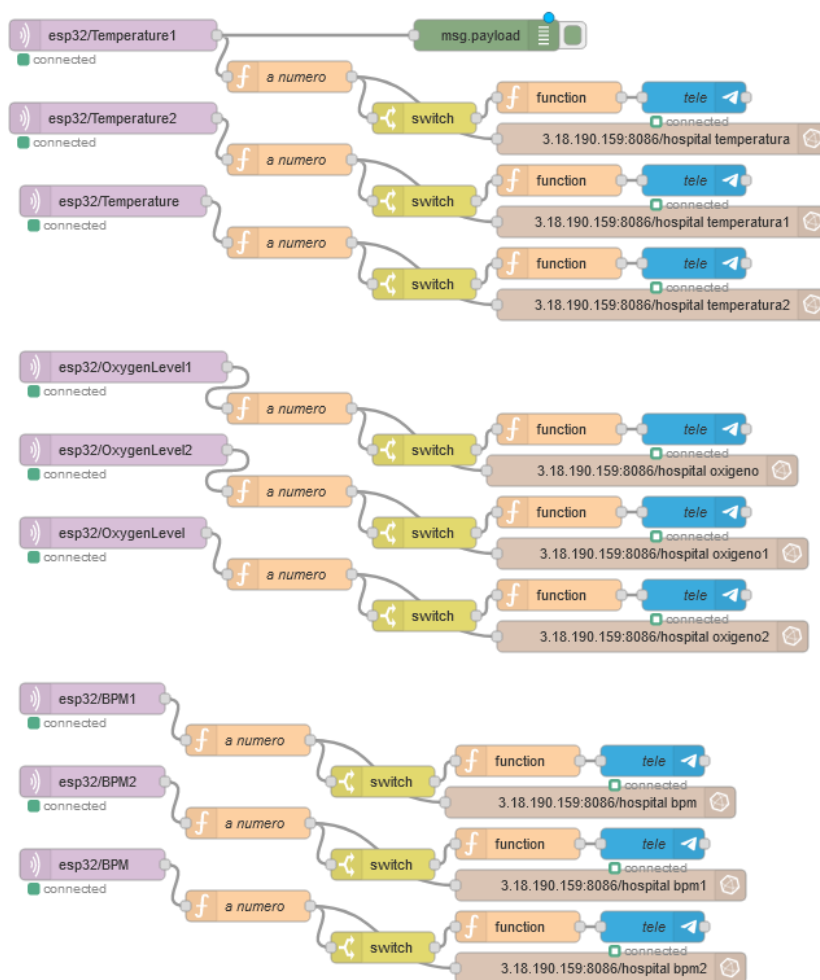 esp32/Temperature1
msg.payload
connected
a numero
function
tele
esp32/Temperature2
switch
connected
connected
3.18.190.159:8086/hospital temperatura
a numero
function
tele
esp32/Temperature
switch
connected
connected
3.18.190.159:8086/hospital temperatura1
a numero
function
tele
switch
connected
3.18.190.159:8086/hospital temperatura2
esp32/OxygenLevel1
connected
a numero
function
tele
esp32/OxygenLevel2
switch
connected
connected
3.18.190.159:8086/hospital oxigeno
a numero
function
tele
esp32/OxygenLevel
switch
connected
connected
3.18.190.159:8086/hospital oxigeno1
a numero
function
tele
switch
connected
3.18.190.159:8086/hospital oxigeno2
esp32/BPM1
connected
a numero
function
tele
esp32/BPM2
switch
connected
connected
3.18.190.159:8086/hospital bpm
a numero
function
tele
esp32/BPM
switch
connected
connected
3.18.190.159:8086/hospital bpm1
a numero
function
tele
switch
connected
3.18.190.159:8086/hospital bpm2